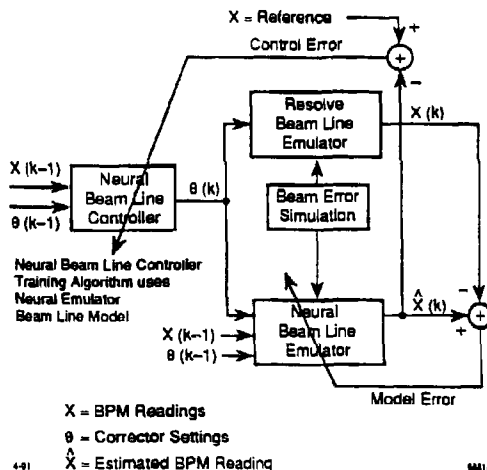 X = Reference
+
Control Error
+
−
Resolve
Beam Line
Emulator
X (k)
X (k−1)
θ (k−1)
Neural
Beam Line
Controller
θ (k)
Beam Error
Simulation
Neural Beam Line Controller
Training Algorithm uses
Neural Emulator
Beam Line Model
X (k−1)
θ (k−1)
Neural
Beam Line
Emulator
X̂ (k)
−
+
+
Model Error
X = BPM Readings
θ = Corrector Settings
4-91
X̂ = Estimated BPM Reading